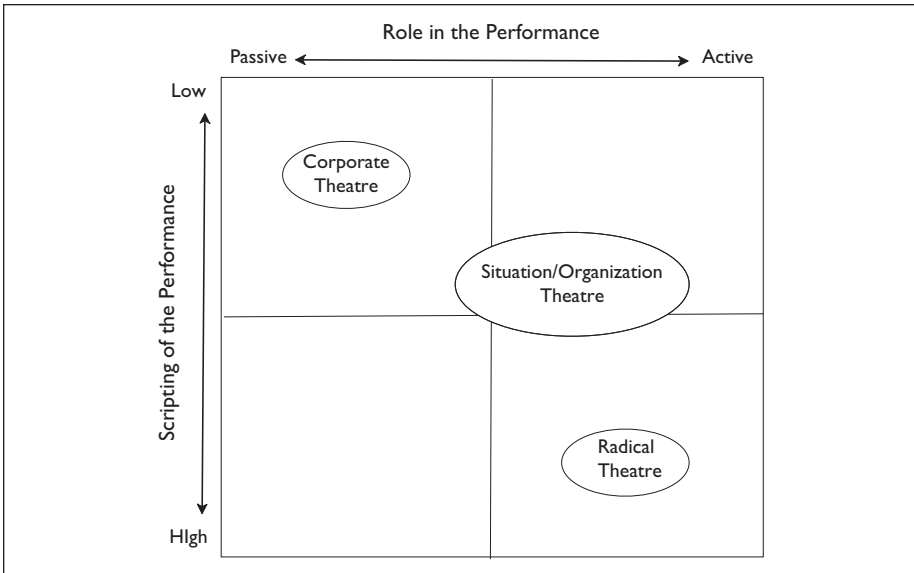 Role in the Performance
Passive
Active
Low
Corporate
Theatre
Situation/Organization
Theatre
Scripting of the Performance
Radical
Theatre
HIgh